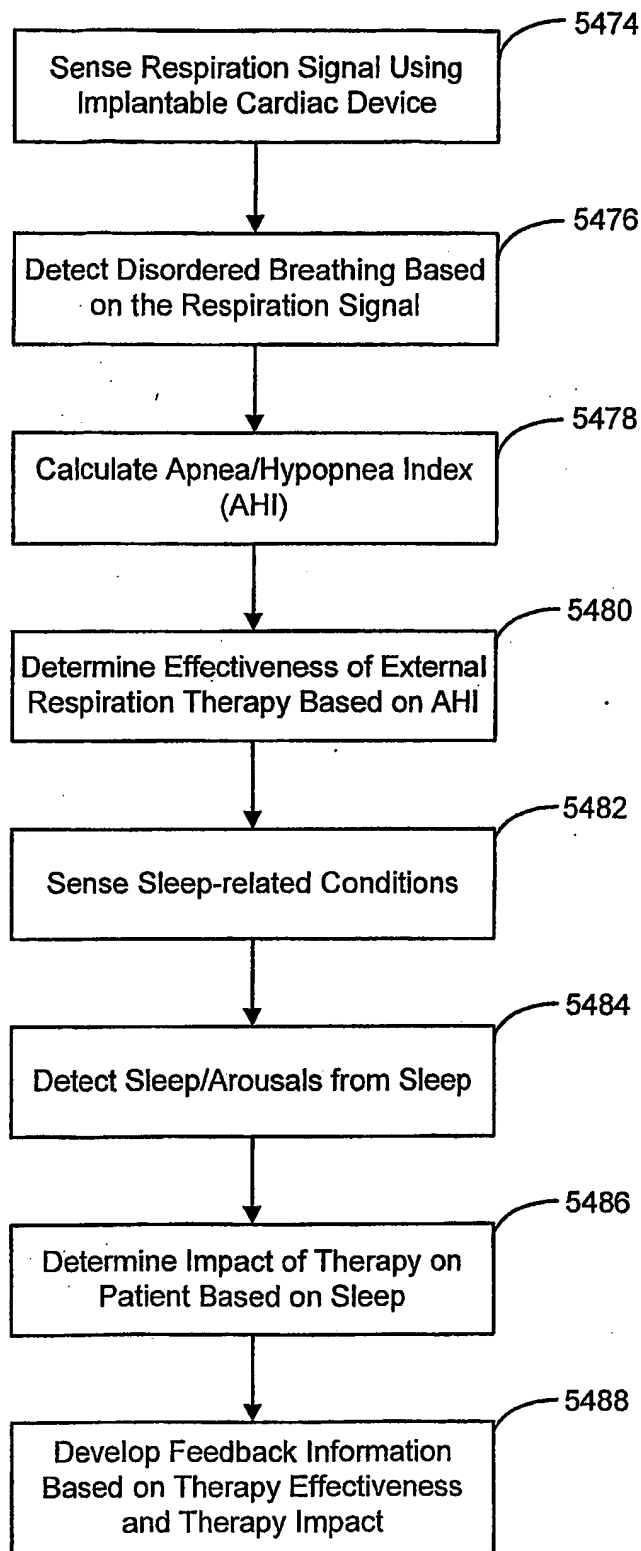 5474
Sense Respiration Signal Using
Implantable Cardiac Device
5476
Detect Disordered Breathing Based
on the Respiration Signal
5478
Calculate Apnea/Hypopnea Index
(AHI)
5480
Determine Effectiveness of External
Respiration Therapy Based on AHI
5482
Sense Sleep-related Conditions
5484
Detect Sleep/Arousals from Sleep
5486
Determine Impact of Therapy on
Patient Based on Sleep
5488
Develop Feedback Information
Based on Therapy Effectiveness
and Therapy Impact